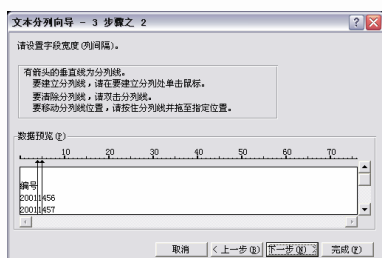 文本分列向导 - 3 步骤之 2
请设置字段宽度(列间隔)。
有箭头的垂直线为分列线。
要建立分列线，请在要建立分列处单击鼠标。
要清除分列线，请双击分列线。
要移动分列线位置，请按住分列线并拖至指定位置。
数据预览(P)
10 20 30 40 50 60 70
编号
20011456
20011457
取消 <上一步(B) 下一步(N)> 完成(F)